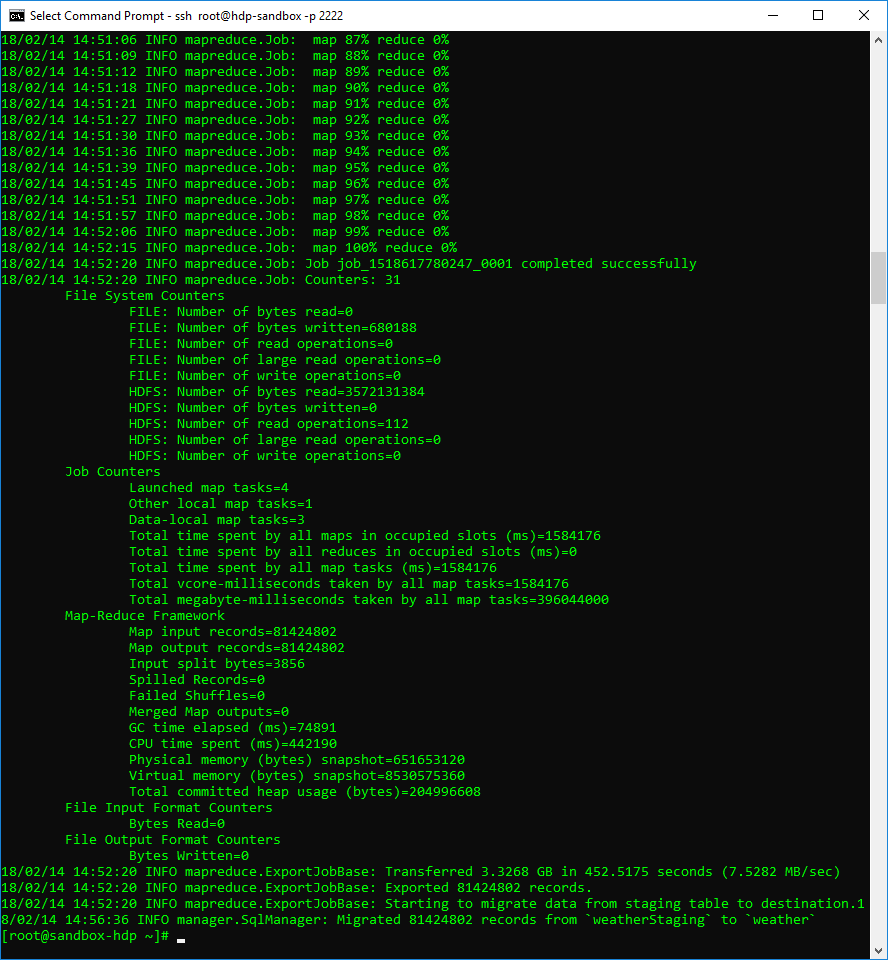 Select Command Prompt - ssh  root@hdp-sandbox -p 2222
18/02/14 14:51:06 INFO mapreduce.Job:  map 87% reduce 0%
18/02/14 14:51:09 INFO mapreduce.Job:  map 88% reduce 0%
18/02/14 14:51:12 INFO mapreduce.Job:  map 89% reduce 0%
18/02/14 14:51:18 INFO mapreduce.Job:  map 90% reduce 0%
18/02/14 14:51:21 INFO mapreduce.Job:  map 91% reduce 0%
18/02/14 14:51:27 INFO mapreduce.Job:  map 92% reduce 0%
18/02/14 14:51:30 INFO mapreduce.Job:  map 93% reduce 0%
18/02/14 14:51:36 INFO mapreduce.Job:  map 94% reduce 0%
18/02/14 14:51:39 INFO mapreduce.Job:  map 95% reduce 0%
18/02/14 14:51:45 INFO mapreduce.Job:  map 96% reduce 0%
18/02/14 14:51:51 INFO mapreduce.Job:  map 97% reduce 0%
18/02/14 14:51:57 INFO mapreduce.Job:  map 98% reduce 0%
18/02/14 14:52:06 INFO mapreduce.Job:  map 99% reduce 0%
18/02/14 14:52:15 INFO mapreduce.Job:  map 100% reduce 0%
18/02/14 14:52:20 INFO mapreduce.Job: Job job_1518617780247_0001 completed successfully
18/02/14 14:52:20 INFO mapreduce.Job: Counters: 31
File System Counters
FILE: Number of bytes read=0
FILE: Number of bytes written=680188
FILE: Number of read operations=0
FILE: Number of large read operations=0
FILE: Number of write operations=0
HDFS: Number of bytes read=3572131384
HDFS: Number of bytes written=0
HDFS: Number of read operations=112
HDFS: Number of large read operations=0
HDFS: Number of write operations=0
Job Counters
Launched map tasks=4
Other local map tasks=1
Data-local map tasks=3
Total time spent by all maps in occupied slots (ms)=1584176
Total time spent by all reduces in occupied slots (ms)=0
Total time spent by all map tasks (ms)=1584176
Total vcore-milliseconds taken by all map tasks=1584176
Total megabyte-milliseconds taken by all map tasks=396044000
Map-Reduce Framework
Map input records=81424802
Map output records=81424802
Input split bytes=3856
Spilled Records=0
Failed Shuffles=0
Merged Map outputs=0
GC time elapsed (ms)=74891
CPU time spent (ms)=442190
Physical memory (bytes) snapshot=651653120
Virtual memory (bytes) snapshot=8530575360
Total committed heap usage (bytes)=204996608
File Input Format Counters
Bytes Read=0
File Output Format Counters
Bytes Written=0
18/02/14 14:52:20 INFO mapreduce.ExportJobBase: Transferred 3.3268 GB in 452.5175 seconds (7.5282 MB/sec)
18/02/14 14:52:20 INFO mapreduce.ExportJobBase: Exported 81424802 records.
18/02/14 14:52:20 INFO mapreduce.ExportJobBase: Starting to migrate data from staging table to destination.1
8/02/14 14:56:36 INFO manager.SqlManager: Migrated 81424802 records from `weatherStaging` to `weather`
[root@sandbox-hdp ~]#